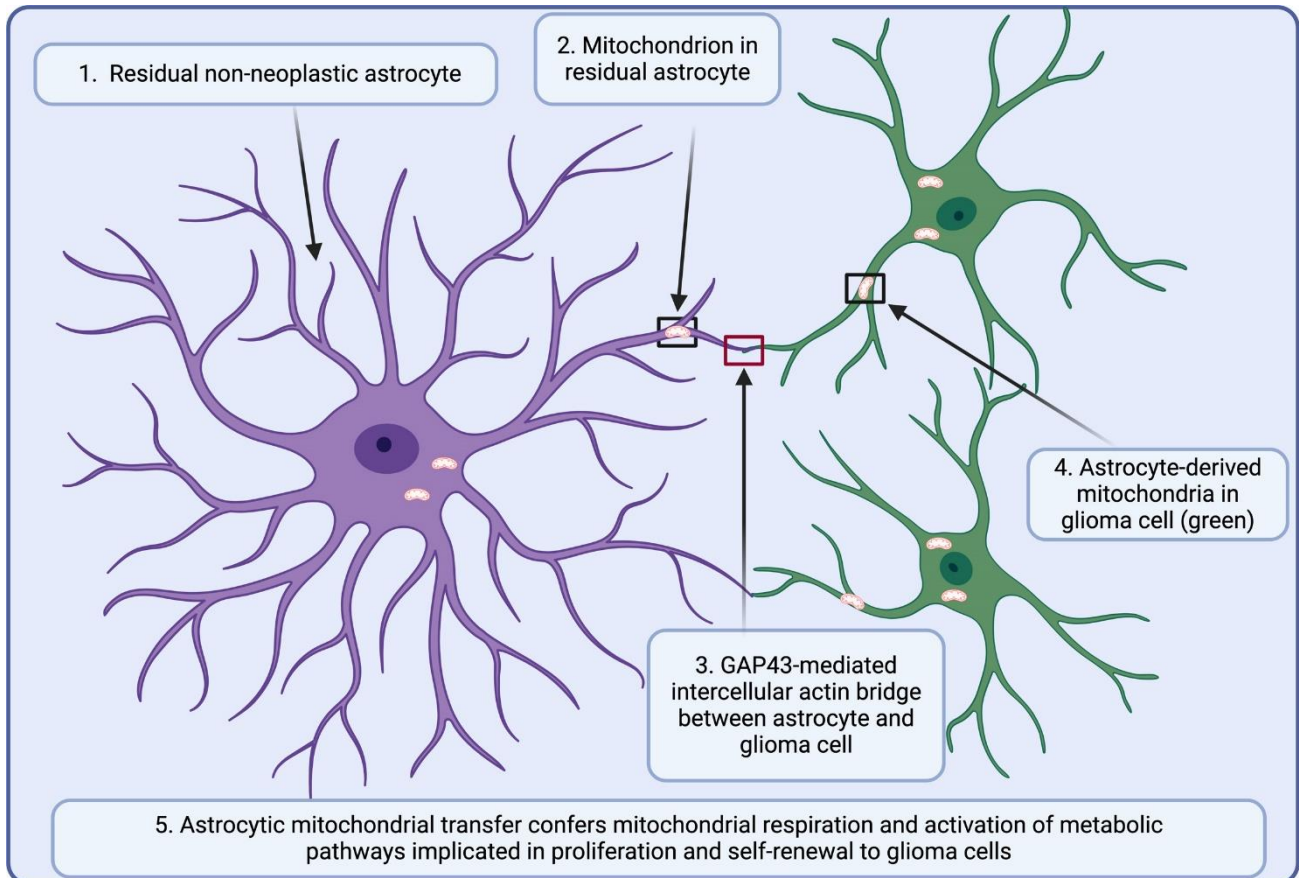 1. Residual non-neoplastic astrocyte
2. Mitochondrion in
residual astrocyte
3. GAP43-mediated
intercellular actin bridge
between astrocyte and
glioma cell
4. Astrocyte-derived
mitochondria in
glioma cell (green)
5. Astrocytic mitochondrial transfer confers mitochondrial respiration and activation of metabolic
pathways implicated in proliferation and self-renewal to glioma cells